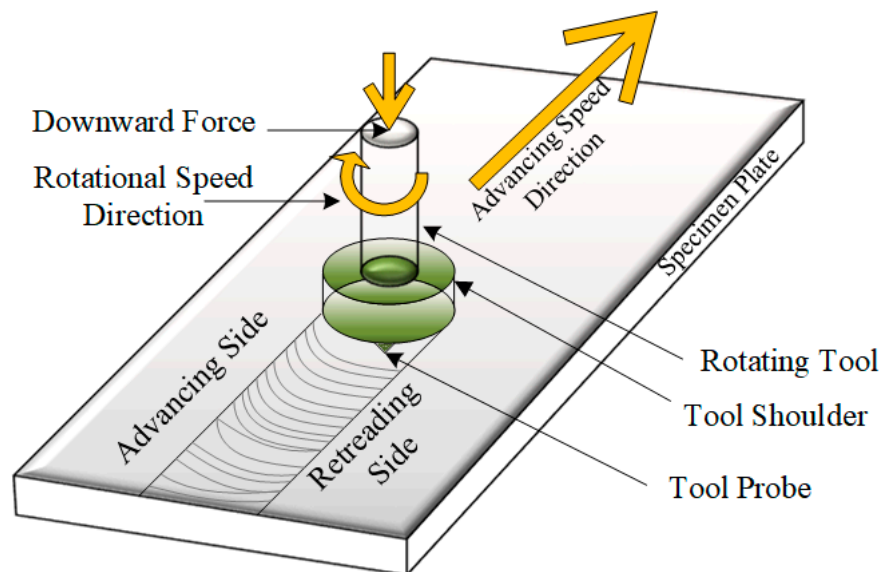 Downward Force
Rotational Speed
Direction
Advancing Speed
Direction
Specimen Plate
Advancing Side
Retreading
Side
Rotating Tool
Tool Shoulder
Tool Probe